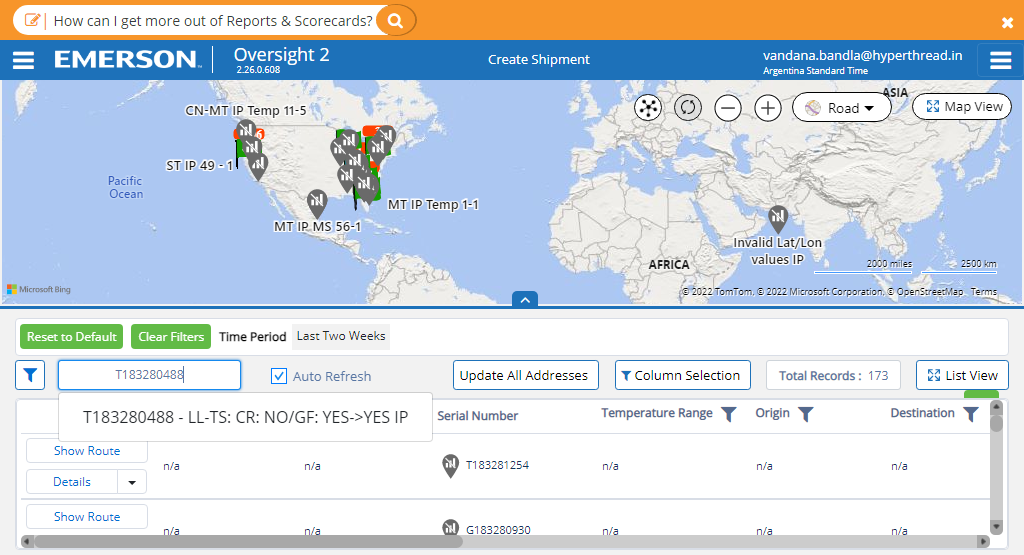 How can I get more out of Reports & Scorecards?
EMERSON
Oversight 2
2.26.0.608
Create Shipment
vandana.bandla@hyperthread.in
Argentina Standard Time
ASIA
CN-MT IP Temp 11-5
Road
Map View
6
ST IP 49 - 1
Pacific
Ocean
MT IP Temp 1-1
MT IP MS 56-1
Invalid Lat/Lon
values IP
AFRICA
2000 miles
2500 km
Microsoft Bing
© 2022 TomTom, © 2022 Microsoft Corporation, © OpenStreetMap Terms
Reset to Default
Clear Filters
Time Period
Last Two Weeks
T183280488
Auto Refresh
Update All Addresses
Column Selection
Total Records : 173
List View
T183280488 - LL-TS: CR: NO/GF: YES->YES IP
Serial Number
Temperature Range
Origin
Destination
Show Route
Details
n/a
n/a
T183281254
n/a
n/a
n/a
Show Route
n/a
n/a
G183280930
n/a
n/a
n/a